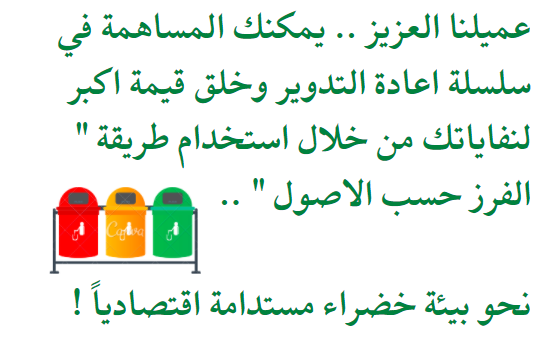 عميلنا العزيز .. يمكنك المساهمة في
سلسلة اعادة التدوير وخلق قيمة اكبر
لنفاياتك من خلال استخدام طريقة "
الفرز حسب الاصول " ..
Canva
نحو بيئة خضراء مستدامة اقتصادياً !